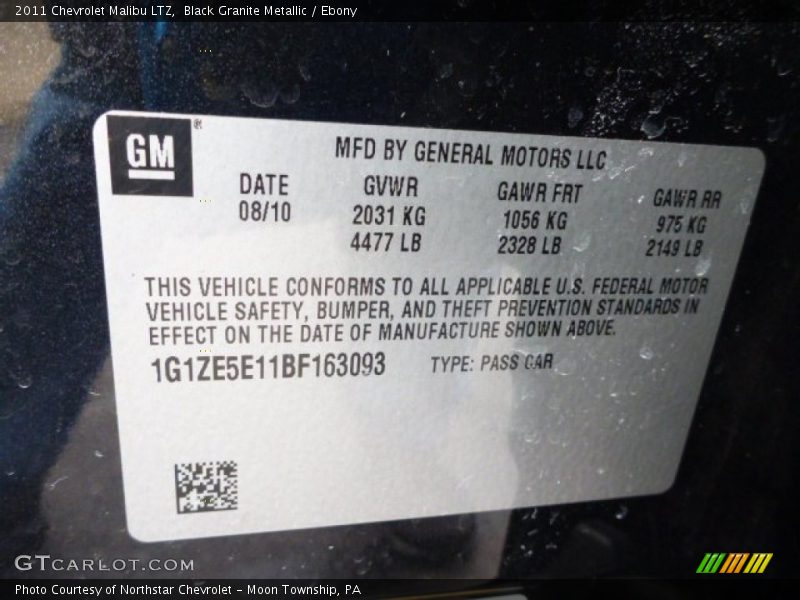 2011 Chevrolet Malibu LTZ, Black Granite Metallic / Ebony
GM®
MFD BY GENERAL MOTORS LLC
DATE GVWR GAWR FRT GAWR RR
08/10 2031 KG 1056 KG 975 KG
4477 LB 2328 LB 2149 LB
THIS VEHICLE CONFORMS TO ALL APPLICABLE U.S. FEDERAL MOTOR
VEHICLE SAFETY, BUMPER, AND THEFT PREVENTION STANDARDS IN
EFFECT ON THE DATE OF MANUFACTURE SHOWN ABOVE.
1G1ZE5E11BF163093 TYPE: PASS CAR
GTCARLOT.COM
Photo Courtesy of Northstar Chevrolet - Moon Township, PA